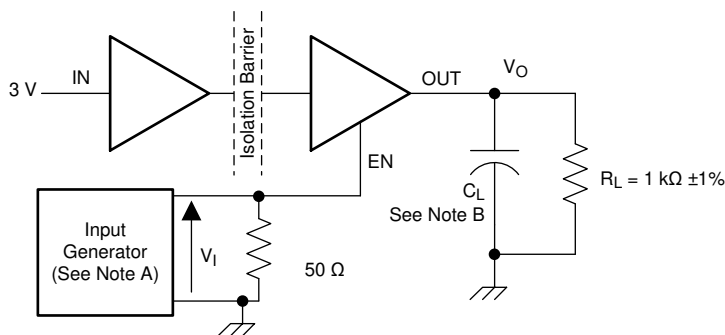 3 V
IN
Isolation Barrier
OUT
V_O
EN
C_L
See Note B
R_L = 1 kΩ ±1%
Input
Generator
(See Note A)
V_I
50 Ω